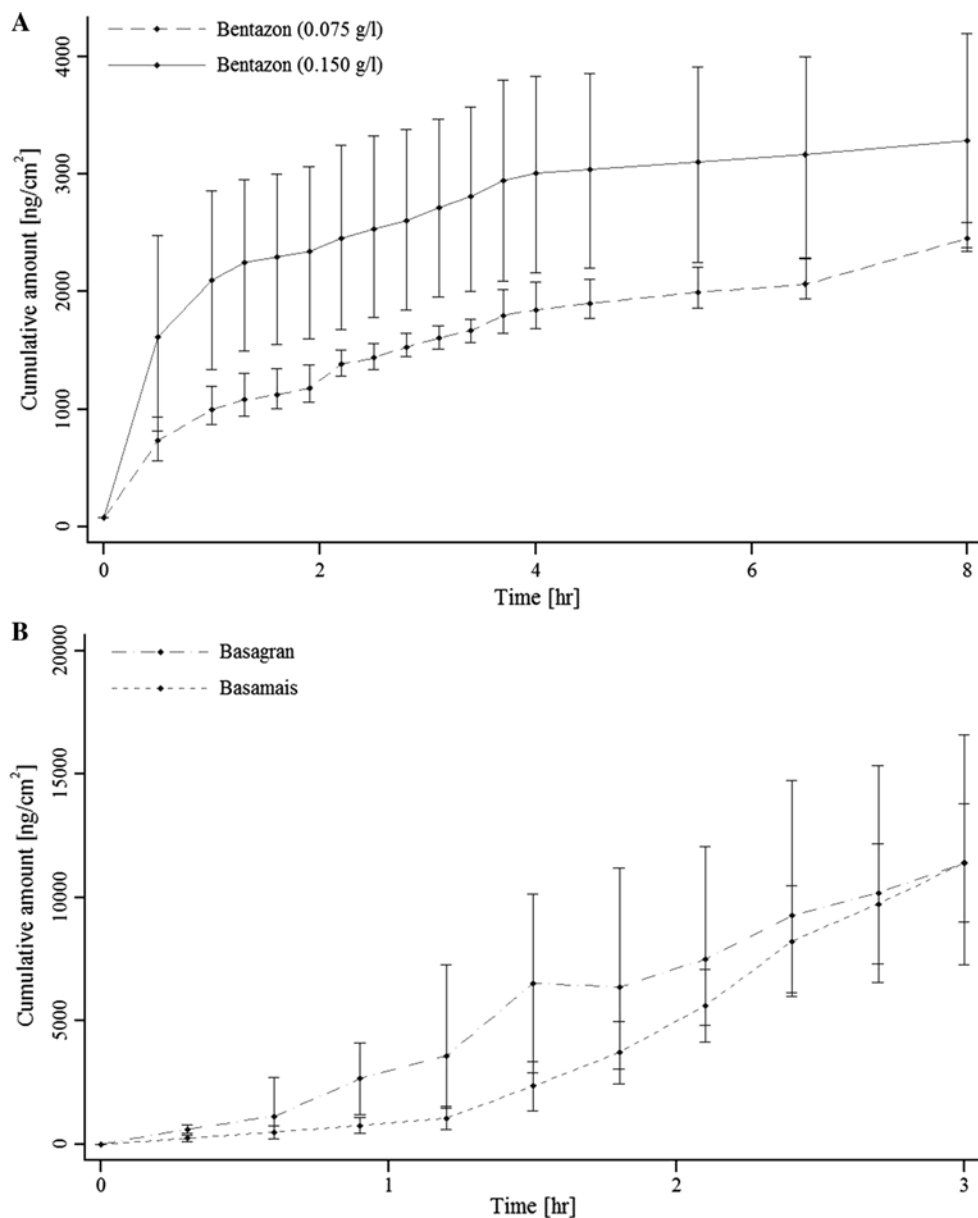 A
Bentazon (0.075 g/l)
Bentazon (0.150 g/l)
Cumulative amount [ng/cm²]
4000
3000
2000
1000
0
0 2 4 6 8
Time [hr]
B
Basagran
Basamais
Cumulative amount [ng/cm²]
20000
15000
10000
5000
0
0 1 2 3
Time [hr]